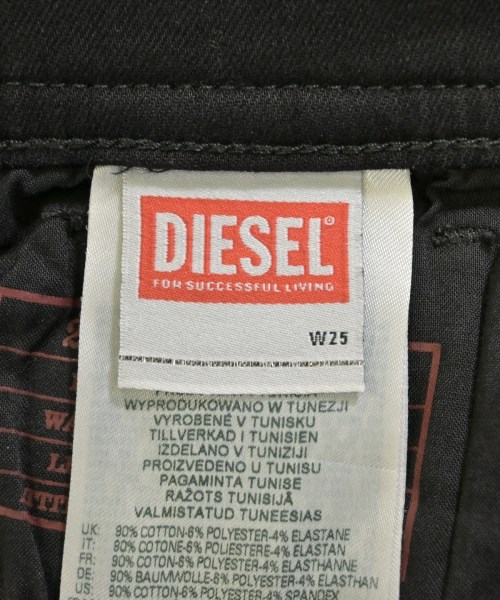 DIESEL®
FOR SUCCESSFUL LIVING
W25
WYPRODUKOWANO W TUNEZJI
VYROBENÉ V TUNISKU
TILLVERKAD I TUNISIEN
IZDELANO V TUNIZIJI
PROIZVEDENO U TUNISU
PAGAMINTA TUNISE
RAŽOTS TUNISIJĀ
VALMISTATUD TUNEESIAS
UK: 90% COTTON-6% POLYESTER-4% ELASTANE
IT: 90% COTONE-6% POLIESTERE-4% ELASTAN
FR: 90% COTON-6% POLYESTER-4% ELASTHANNE
DE: 90% BAUMWOLLE-6% POLYESTER-4% ELASTHAN
US: 90% COTTON-6% POLYESTER-4% SPANDEX